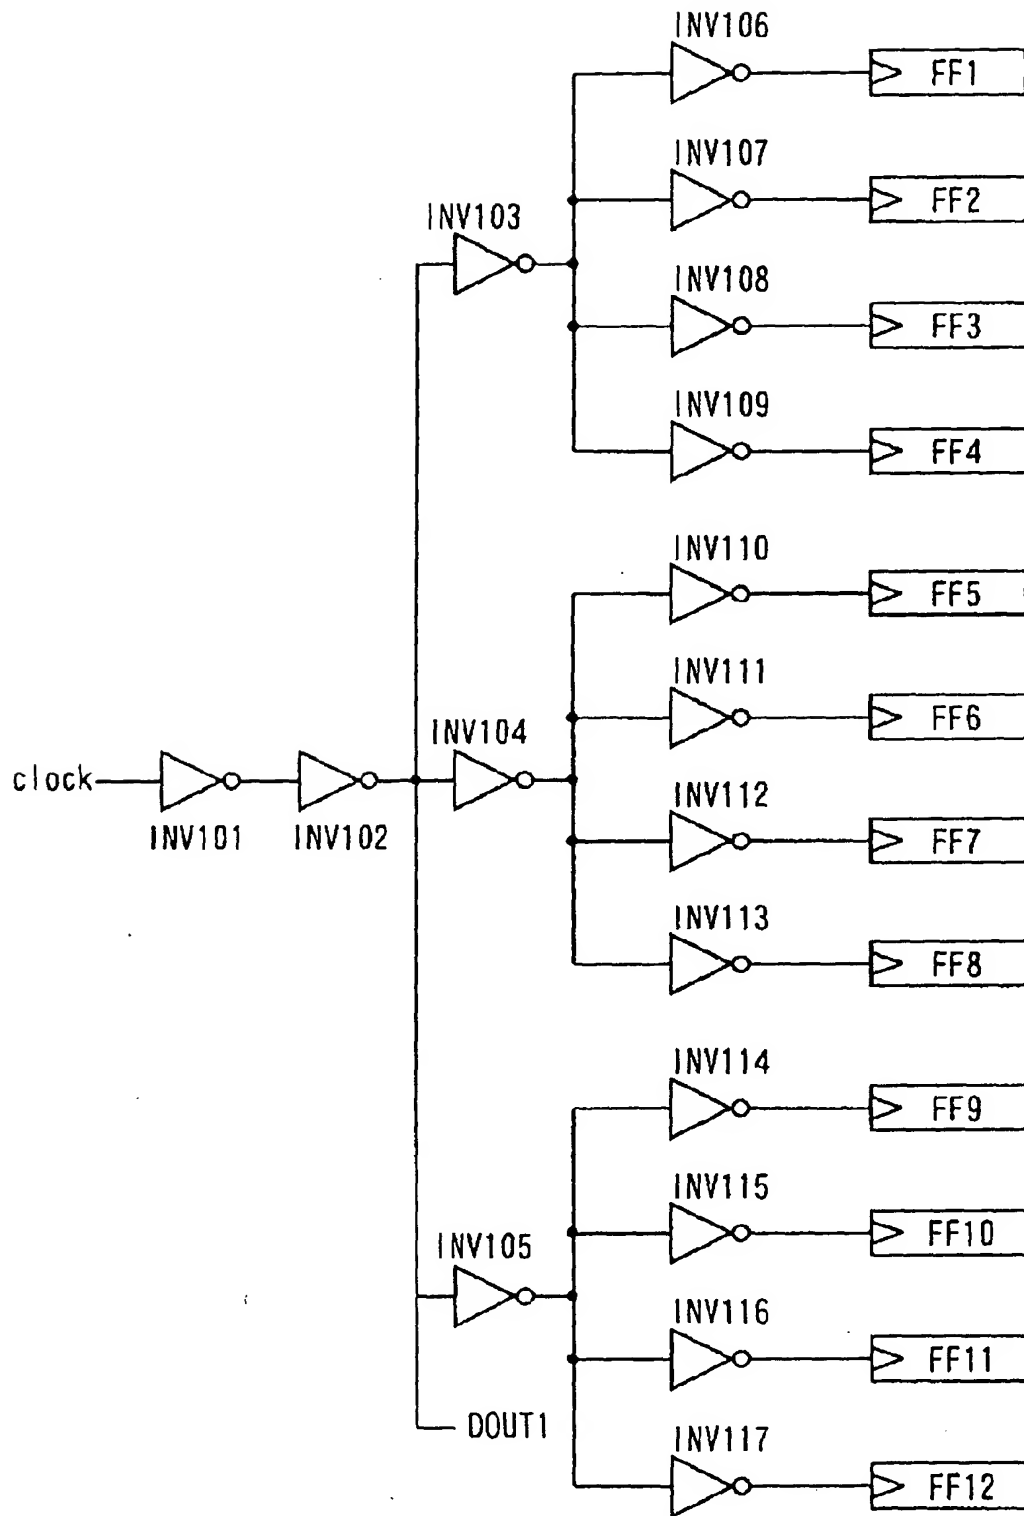 INV106
FF1
INV107
FF2
INV103
INV108
FF3
INV109
FF4
INV110
FF5
INV111
FF6
INV104
clock
INV101
INV102
INV112
FF7
INV113
FF8
INV114
FF9
INV115
FF10
INV105
INV116
FF11
DOUT1
INV117
FF12